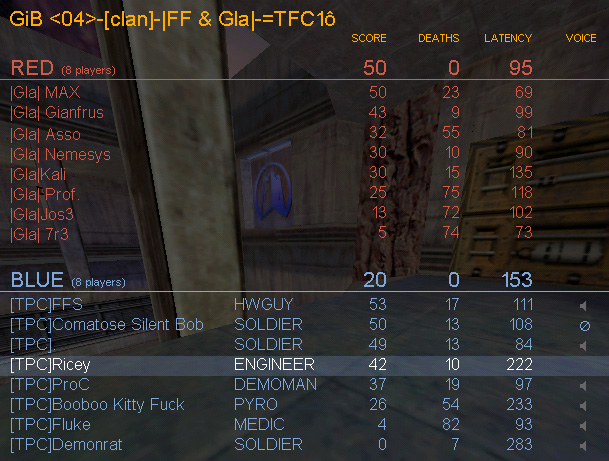 GiB <04>-[clan]-|FF & Gla|-=TFC1ô
SCORE DEATHS LATENCY VOICE
RED (8 players) 50 0 95
|Gla| MAX 50 23 69
|Gla| Gianfrus 43 9 99
|Gla| Asso 32 55 81
|Gla| Nemesys 30 10 90
|Gla|Kali 30 15 135
|Gla| Prof. 25 75 118
|Gla|Jos3 13 72 102
|Gla| 7r3 5 74 73
BLUE (8 players) 20 0 153
[TPC]FFS HWGUY 53 17 111
[TPC]Comatose Silent Bob SOLDIER 50 13 108
[TPC] SOLDIER 49 13 84
[TPC]Ricey ENGINEER 42 10 222
[TPC]ProC DEMOMAN 37 19 97
[TPC]Booboo Kitty Fuck PYRO 26 54 233
[TPC]Fluke MEDIC 4 82 93
[TPC]Demonrat SOLDIER 0 7 283